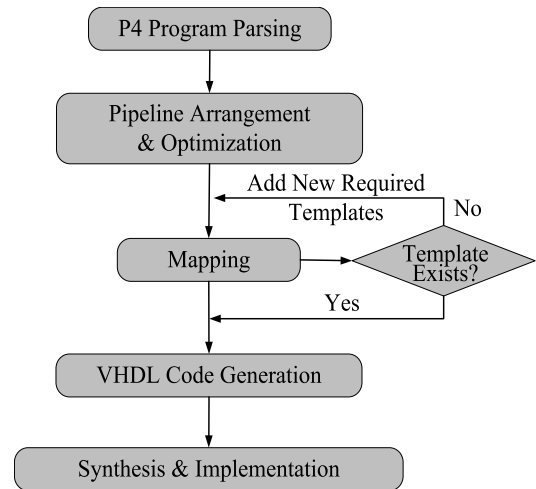 P4 Program Parsing
Pipeline Arrangement
& Optimization
Add New Required
Templates
No
Mapping
Template
Exists?
Yes
VHDL Code Generation
Synthesis & Implementation